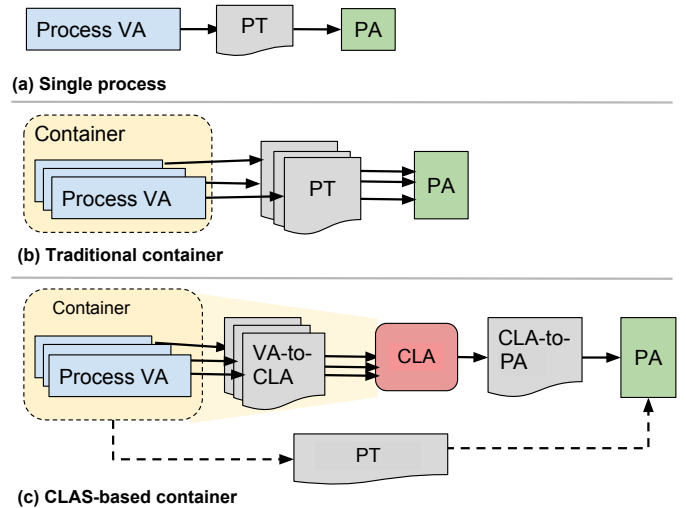 Process VA
PT
PA
(a) Single process
Container
Process VA
PT
PA
(b) Traditional container
Container
Process VA
VA-to-
CLA
CLA
CLA-to-
PA
PA
PT
(c) CLAS-based container